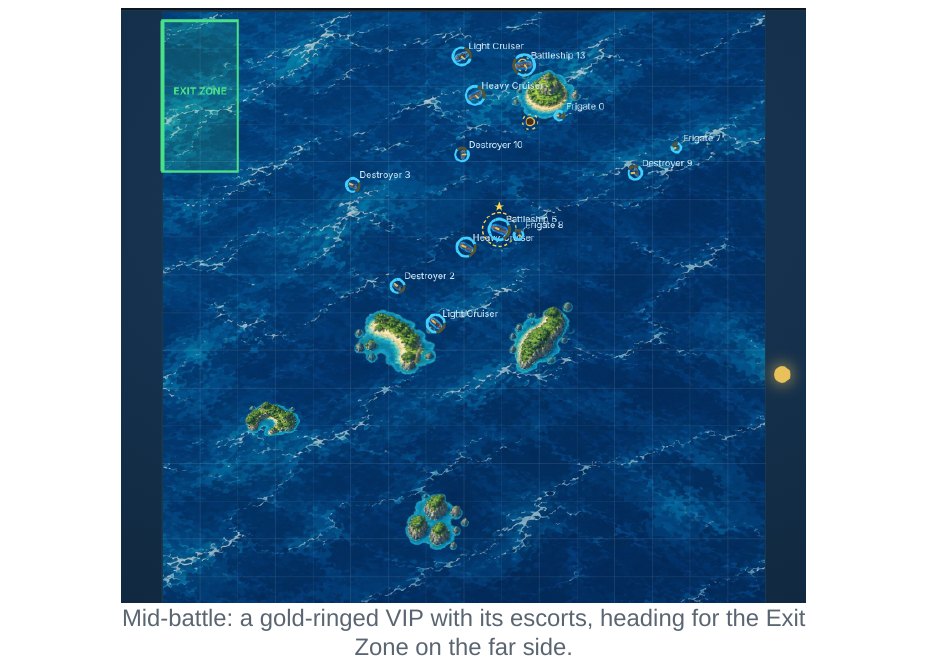 Light Cruiser
Battleship 13
EXIT ZONE
Heavy Cruiser
Frigate 0
Frigate 7
Destroyer 10
Destroyer 9
Destroyer 3
Frigate 8
Heavy Cruiser
Destroyer 2
Light Cruiser
Mid-battle: a gold-ringed VIP with its escorts, heading for the Exit
Zone on the far side.